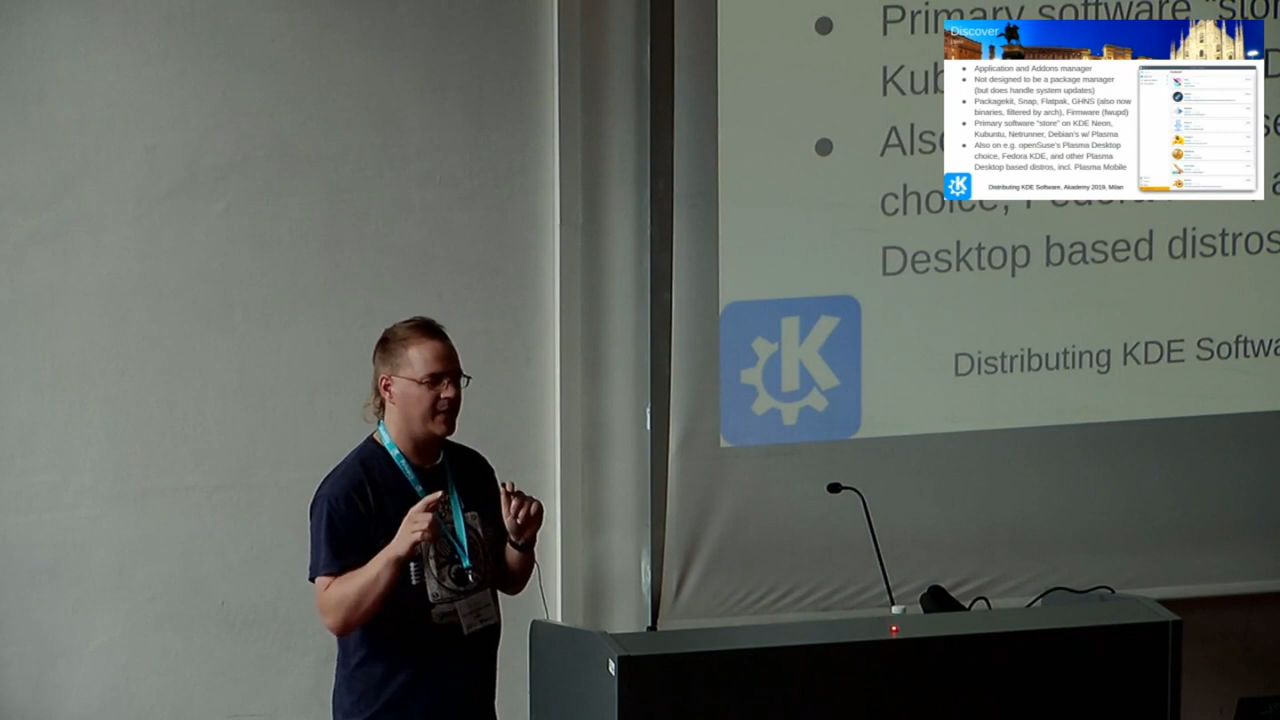 Primary software "stor
Kub
Also
se
choice, Fedora
Desktop based distros
Distributing KDE Softwa
Discover
Application and Addons manager
Not designed to be a package manager
(but does handle system updates)
Packagekit, Snap, Flatpak, GHNS (also now
binaries, filtered by arch), Firmware (fwupd)
Primary software "store" on KDE Neon,
Kubuntu, Netrunner, Debian's w/ Plasma
Also on e.g. openSuse's Plasma Desktop
choice, Fedora KDE, and other Plasma
Desktop based distros, incl. Plasma Mobile
Distributing KDE Software, Akademy 2019, Milan